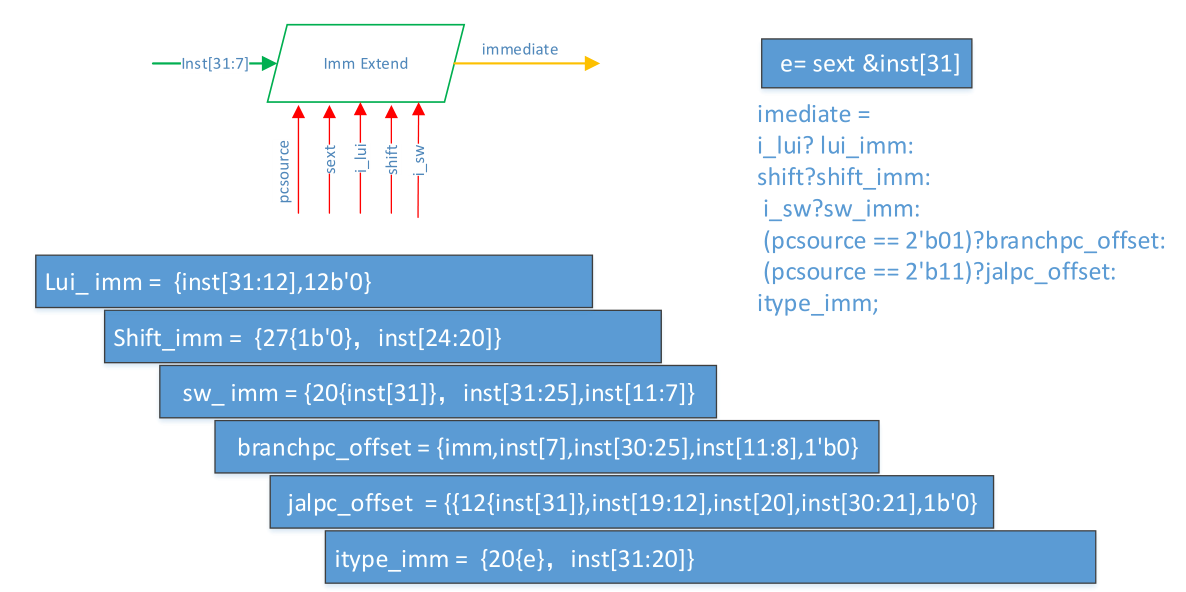 Inst[31:7]
Imm Extend
immediate
pcsource
sext
i_lui
shift
i_sw
e= sext &inst[31]
imediate =
i_lui? lui_imm:
shift?shift_imm:
i_sw?sw_imm:
(pcsource == 2'b01)?branchpc_offset:
(pcsource == 2'b11)?jalpc_offset:
itype_imm;
Lui_ imm = {inst[31:12],12b'0}
Shift_imm = {27{1b'0}，inst[24:20]}
sw_ imm = {20{inst[31]}，inst[31:25],inst[11:7]}
branchpc_offset = {imm,inst[7],inst[30:25],inst[11:8],1'b0}
jalpc_offset = {{12{inst[31]},inst[19:12],inst[20],inst[30:21],1b'0}
itype_imm = {20{e}，inst[31:20]}